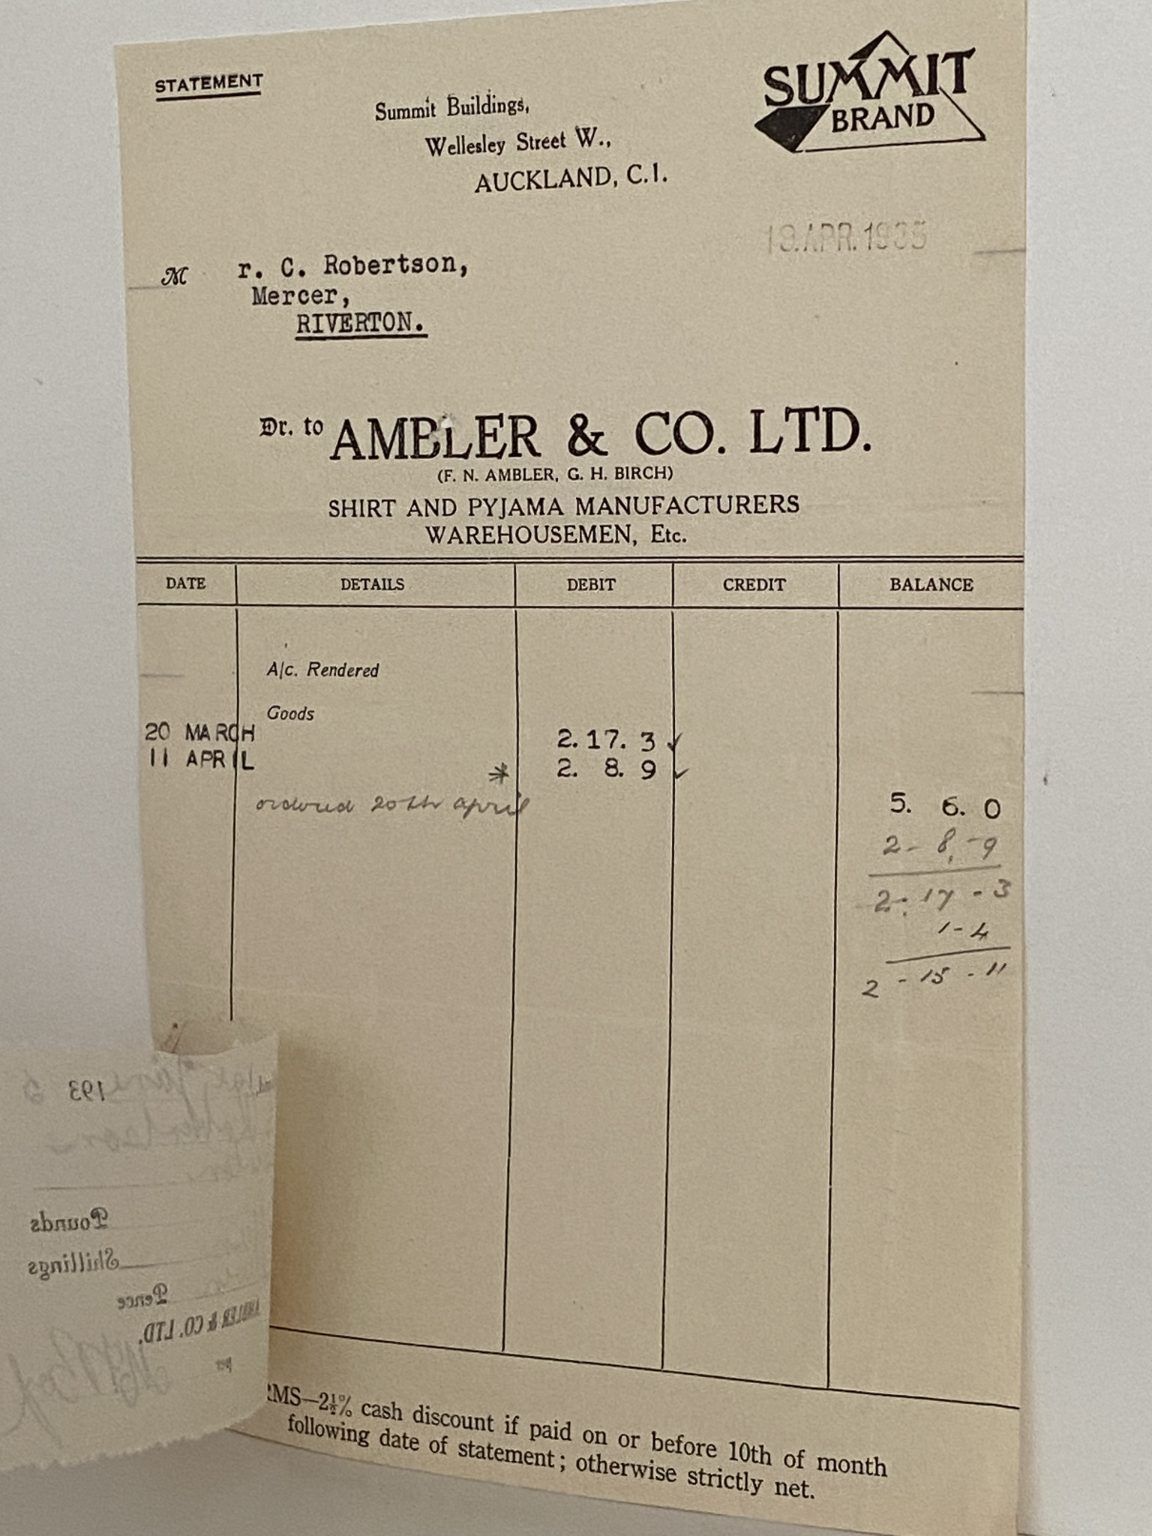 STATEMENT
SUMMIT
BRAND
Summit Buildings,
Wellesley Street W.,
AUCKLAND, C.1.
19.APR.1935
M r. C. Robertson,
Mercer,
RIVERTON.
Dr. to AMBLER & CO. LTD.
(F. N. AMBLER, G. H. BIRCH)
SHIRT AND PYJAMA MANUFACTURERS
WAREHOUSEMEN, Etc.
DATE DETAILS DEBIT CREDIT BALANCE
A/c. Rendered
Goods
20 MARCH 2. 17. 3 ✓
11 APRIL * 2. 8. 9 ✓
ordered 20th april 5. 6. 0
2 - 8 - 9
2 - 17 - 3
1 - 4
2 - 15 - 11
193
Pounds
Shillings
Pence
AMBLER & CO. LTD.
RMS—2½% cash discount if paid on or before 10th of month
following date of statement; otherwise strictly net.